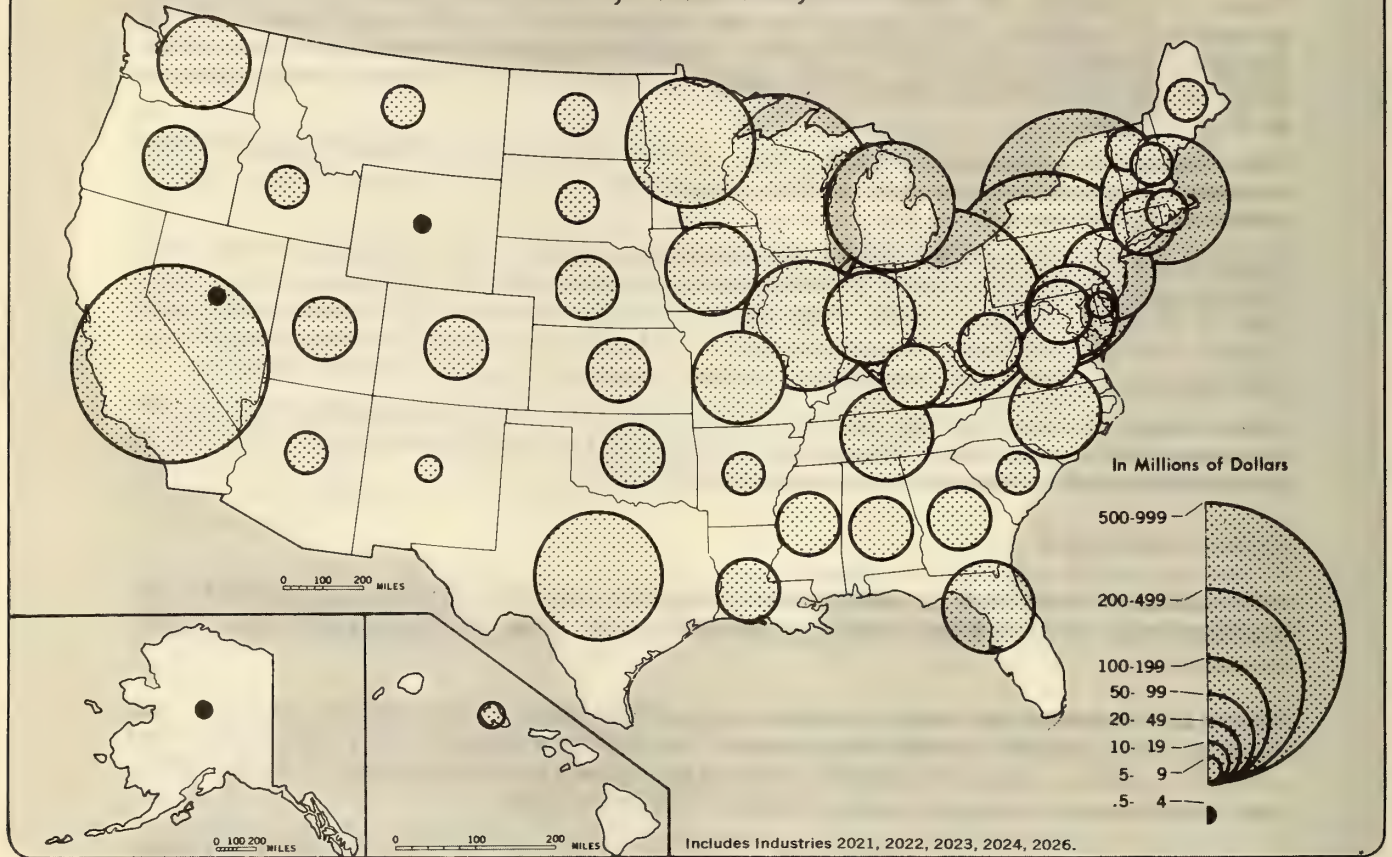 In Millions of Dollars
500-999
200-499
100-199
50- 99
20- 49
10- 19
5- 9
.5- 4
0 100 200 MILES
0 100 200 MILES
0 100 200 MILES
Includes Industries 2021, 2022, 2023, 2024, 2026.